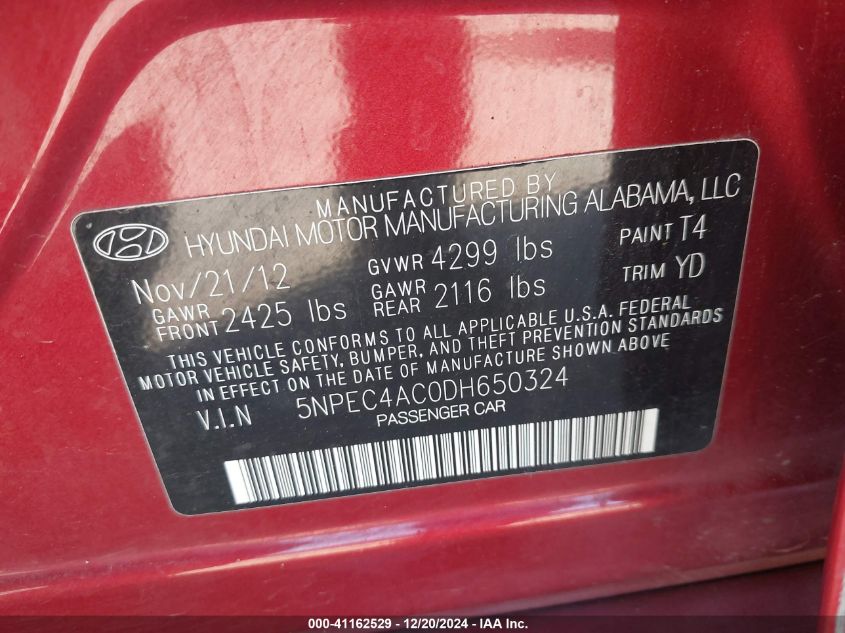 MANUFACTURED BY
HYUNDAI MOTOR MANUFACTURING ALABAMA, LLC
Nov/21/12 GVWR 4299 lbs PAINT T4
GAWR FRONT 2425 lbs GAWR REAR 2116 lbs TRIM YD
THIS VEHICLE CONFORMS TO ALL APPLICABLE U.S.A. FEDERAL
MOTOR VEHICLE SAFETY, BUMPER, AND THEFT PREVENTION STANDARDS
IN EFFECT ON THE DATE OF MANUFACTURE SHOWN ABOVE
V.I.N 5NPEC4AC0DH650324
PASSENGER CAR
000-41162529 - 12/20/2024 - IAA Inc.